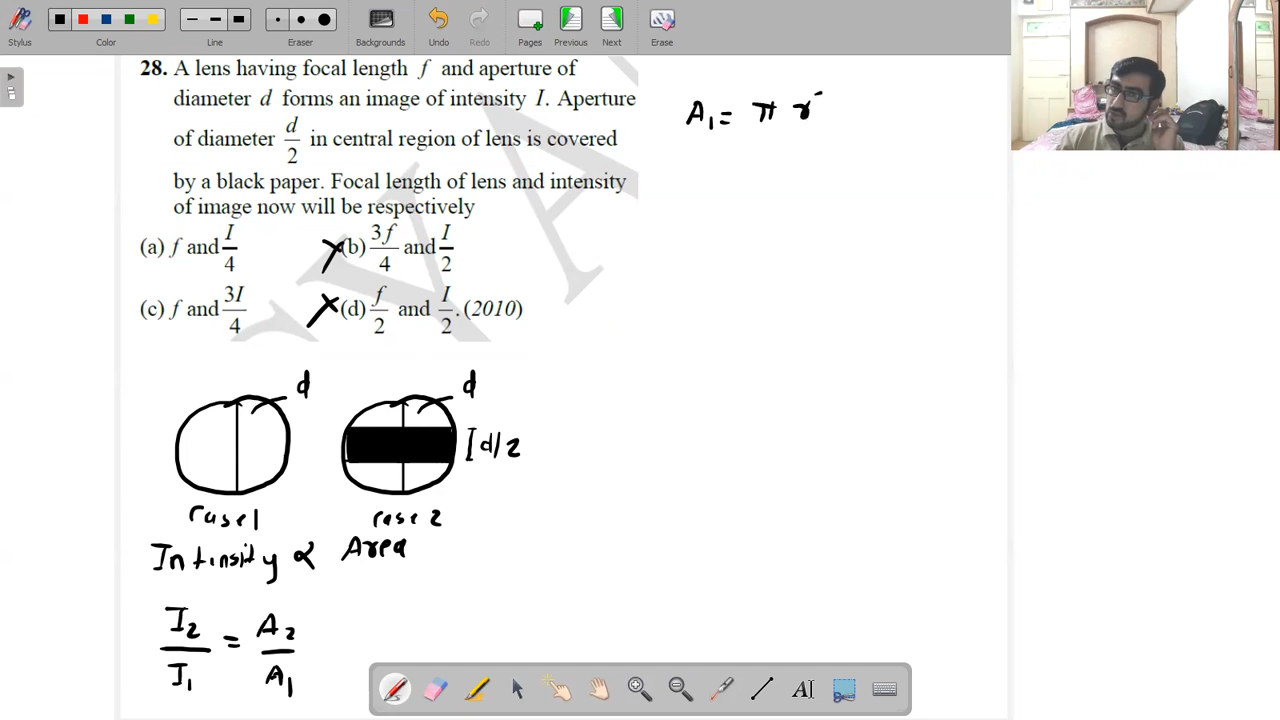 Stylus
Color
Line
Eraser
Backgrounds
Undo
Redo
Pages
Previous
Next
Erase
28. A lens having focal length f and aperture of
diameter d forms an image of intensity I. Aperture
of diameter d/2 in central region of lens is covered
by a black paper. Focal length of lens and intensity
of image now will be respectively
(a) f and I/4 (b) 3f/4 and I/2
(c) f and 3I/4 (d) f/2 and I/2. (2010)
A₁ = π r
d
d
d/2
case 1
case 2
Intinsity ∝ Area
I₂/I₁ = A₂/A₁